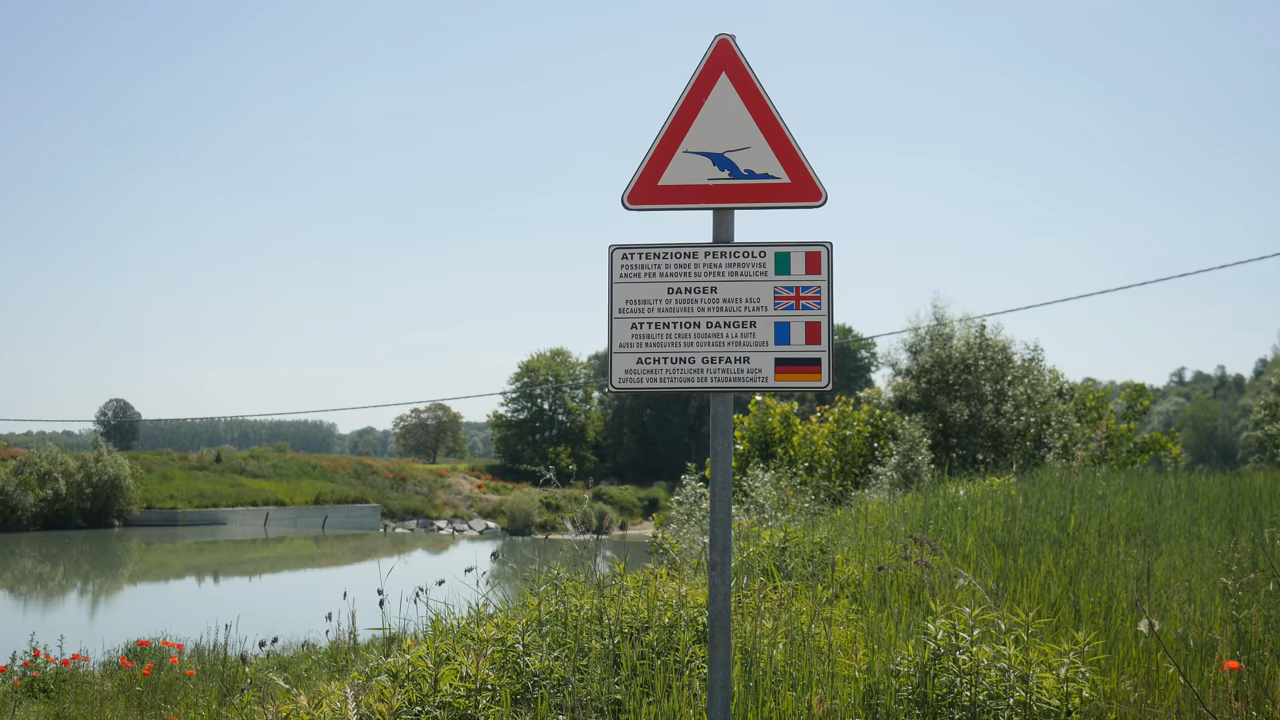 ATTENZIONE PERICOLO
POSSIBILITA' DI ONDE DI PIENA IMPROVVISE
ANCHE PER MANOVRE SU OPERE IDRAULICHE
DANGER
POSSIBILITY OF SUDDEN FLOOD WAVES ASLO
BECAUSE OF MANOEUVRES ON HYDRAULIC PLANTS
ATTENTION DANGER
POSSIBILITE DE CRUES SOUDAINES A LA SUITE
AUSSI DE MANOEUVRES SUR OUVRAGES HYDRAULIQUES
ACHTUNG GEFAHR
MÖGLICHKEIT PLÖTZLICHER FLUTWELLEN AUCH
ZUFOLGE VON BETÄTIGUNG DER STAUDAMMSCHÜTZE